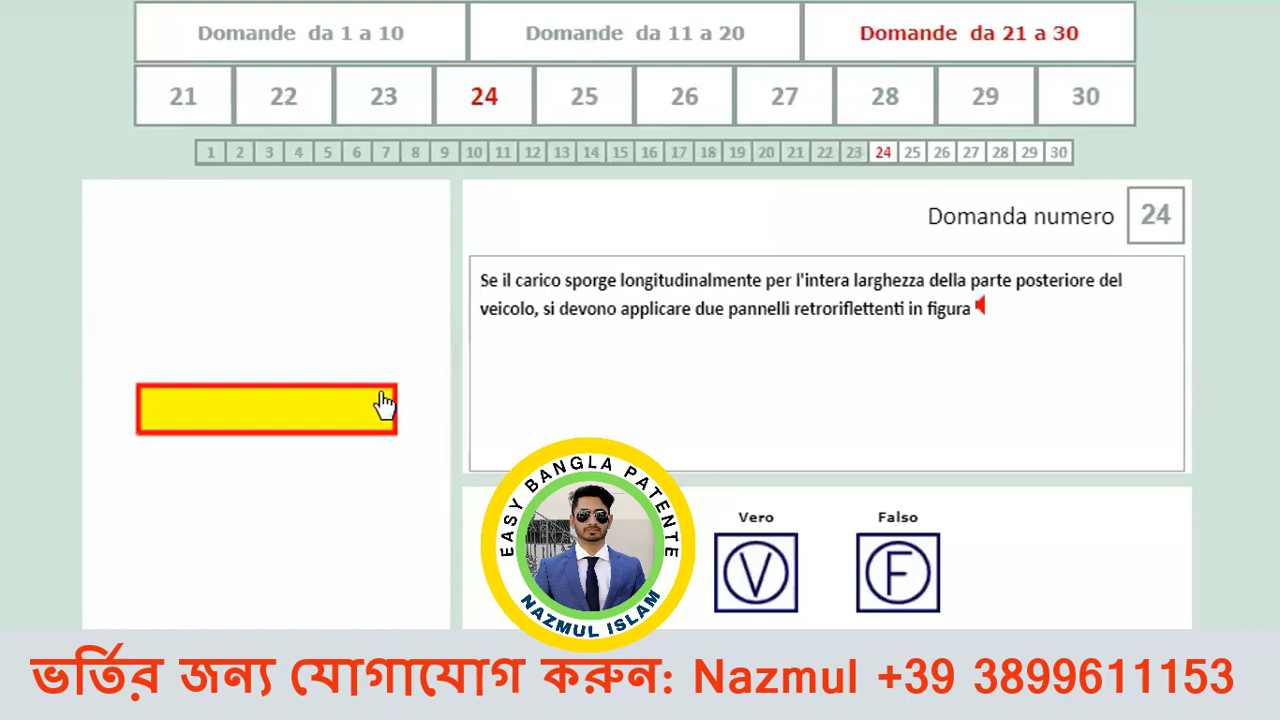 Domande da 1 a 10 Domande da 11 a 20 Domande da 21 a 30
21 22 23 24 25 26 27 28 29 30
1 2 3 4 5 6 7 8 9 10 11 12 13 14 15 16 17 18 19 20 21 22 23 24 25 26 27 28 29 30
Domanda numero 24
Se il carico sporge longitudinalmente per l'intera larghezza della parte posteriore del
veicolo, si devono applicare due pannelli retroriflettenti in figura
EASY BANGLA PATENTE
NAZMUL ISLAM
Vero Falso
V F
ভর্তির জন্য যোগাযোগ করুন: Nazmul +39 3899611153